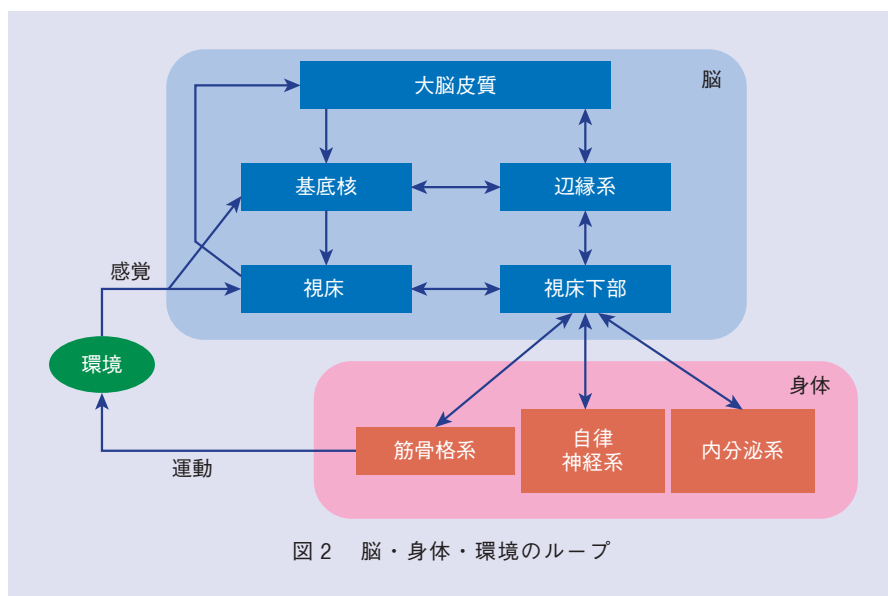 脳
大脳皮質
基底核
辺縁系
感覚
視床
視床下部
環境
身体
筋骨格系
自律
神経系
内分泌系
運動
図2 脳・身体・環境のループ